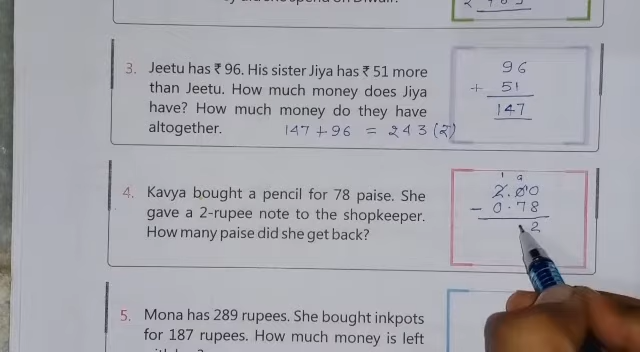 3. Jeetu has ₹ 96. His sister Jiya has ₹ 51 more
than Jeetu. How much money does Jiya
have? How much money do they have
altogether. 147 + 96 = 243 (₹)
96
+ 51
147
4. Kavya bought a pencil for 78 paise. She
gave a 2-rupee note to the shopkeeper.
How many paise did she get back?
1 9
2.00
- 0.78
2
5. Mona has 289 rupees. She bought inkpots
for 187 rupees. How much money is left